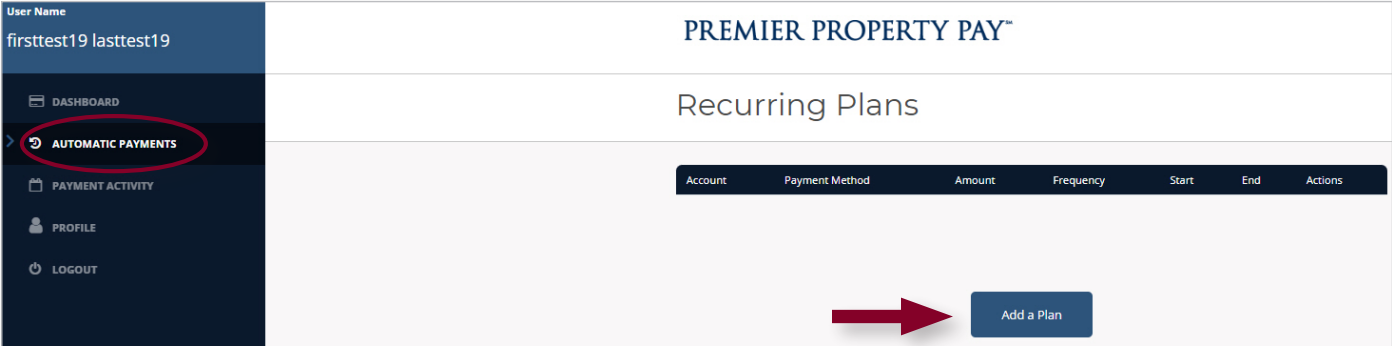 User Name
firsttest19 lasttest19
DASHBOARD
AUTOMATIC PAYMENTS
PAYMENT ACTIVITY
PROFILE
LOGOUT
PREMIER PROPERTY PAY℠
Recurring Plans
Account Payment Method Amount Frequency Start End Actions
Add a Plan